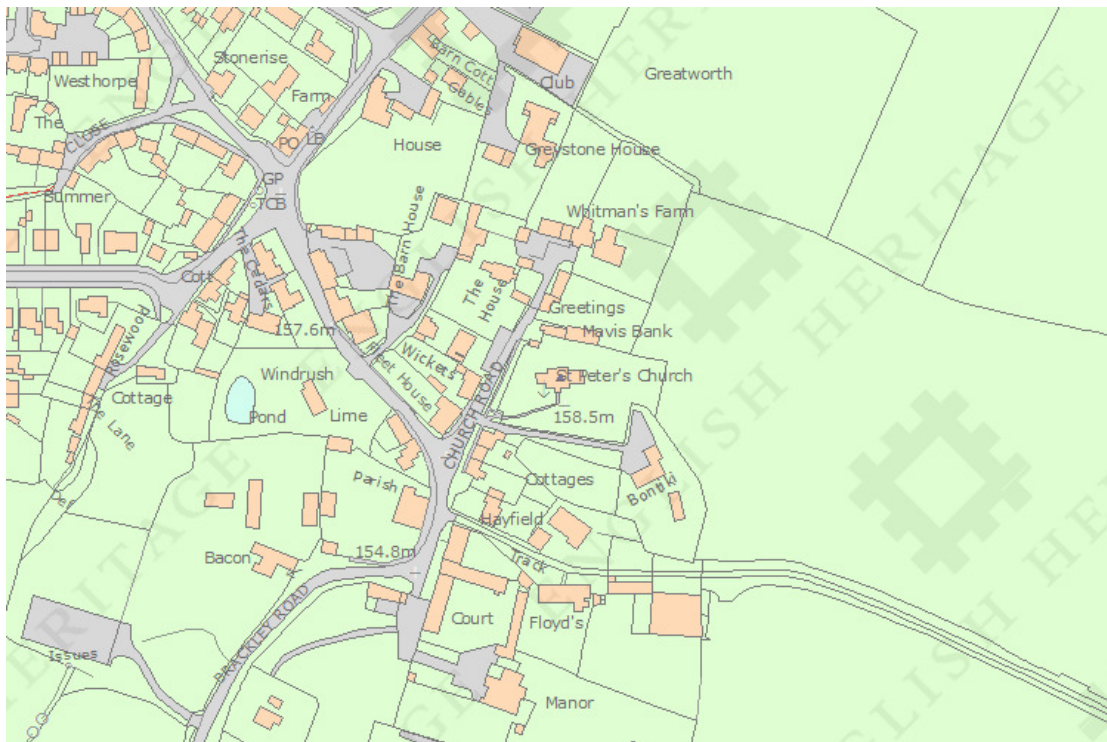 Barn Cott
Stonerise
Greatworth
Westhorpe
Club
Gables
Farm
The
CLOSE
PO LB
House
Greystone House
GP
Summer
TCB
Whitman's Farm
The Barn House
The Cedars
Cott
The House
Greetings
Rosewood
157.6m
Mavis Bank
Fleet House
Wickets
Windrush
St Peter's Church
Cottage
Pond
Lime
158.5m
The Lane
CHURCH ROAD
Parish
Cottages
Bontiki
Def
Hayfield
Bacon
154.8m
Track
BRACKLEY ROAD
Court
Floyd's
Issues
Manor
ENGLISH HERITAGE